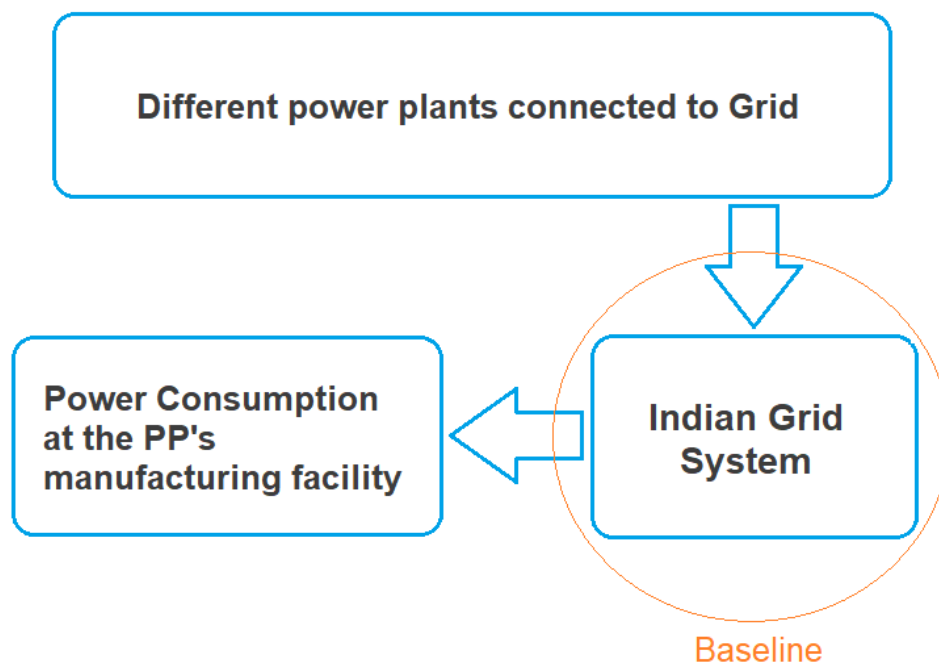 Different power plants connected to Grid
Power Consumption
at the PP's
manufacturing facility
Indian Grid
System
Baseline